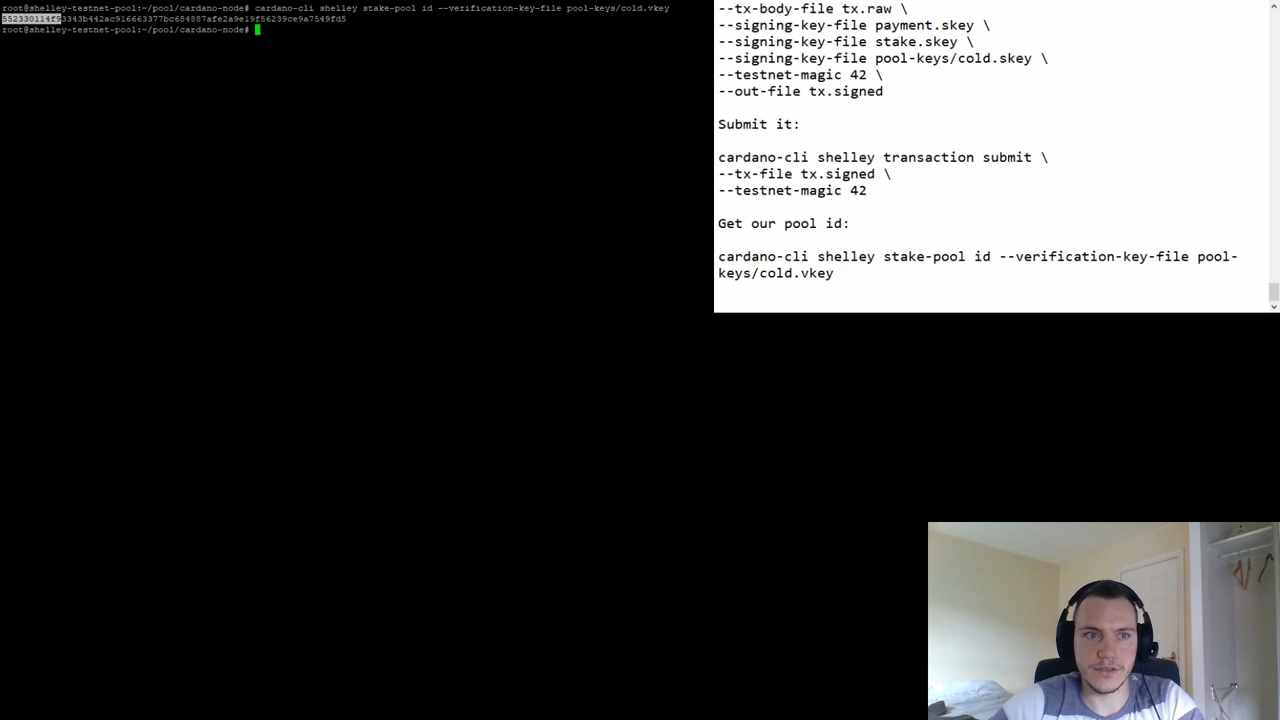 root@shelley-testnet-pool:~/pool/cardano-node# cardano-cli shelley stake-pool id --verification-key-file pool-keys/cold.vkey
552330114f93343b442ac916663377bc684887afe2a9e19f56239ce9a7549fd5
root@shelley-testnet-pool:~/pool/cardano-node#
--tx-body-file tx.raw \
--signing-key-file payment.skey \
--signing-key-file stake.skey \
--signing-key-file pool-keys/cold.skey \
--testnet-magic 42 \
--out-file tx.signed
Submit it:
cardano-cli shelley transaction submit \
--tx-file tx.signed \
--testnet-magic 42
Get our pool id:
cardano-cli shelley stake-pool id --verification-key-file pool-
keys/cold.vkey